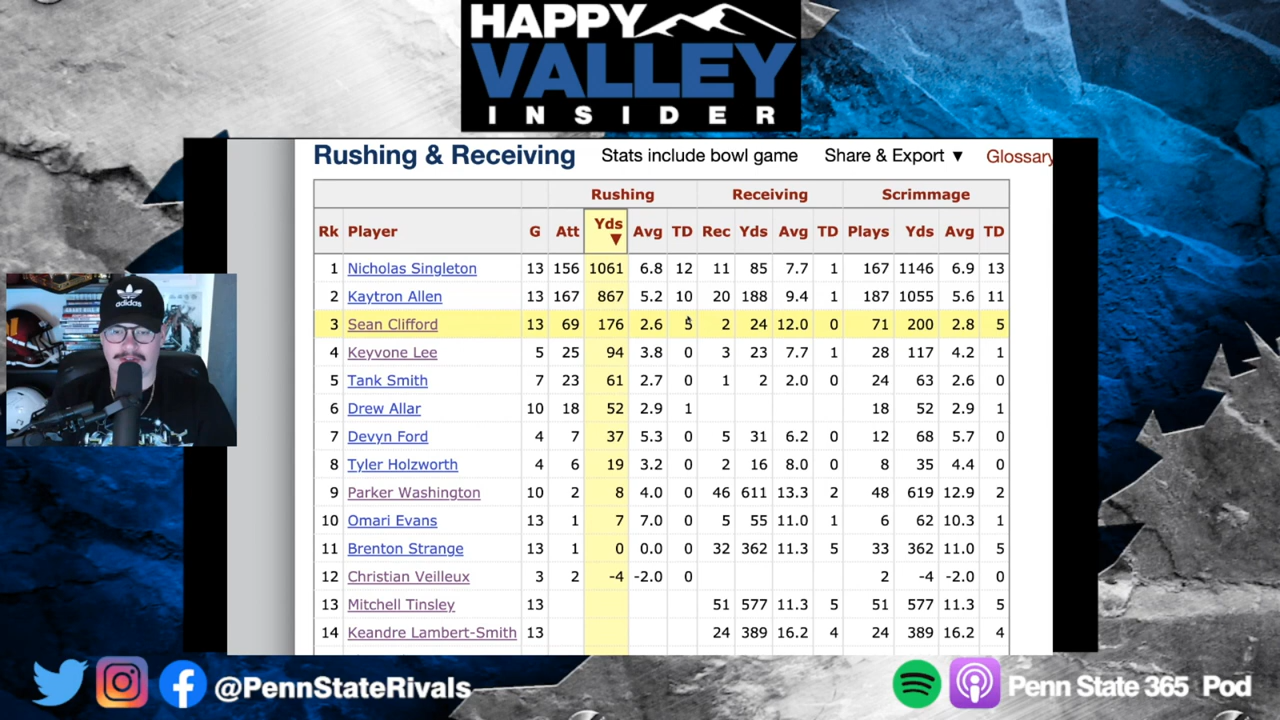 HAPPY
VALLEY
INSIDER
Rushing & Receiving Stats include bowl game Share & Export ▼ Glossary
Rushing Receiving Scrimmage
Rk Player G Att Yds ▼ Avg TD Rec Yds Avg TD Plays Yds Avg TD
1 Nicholas Singleton 13 156 1061 6.8 12 11 85 7.7 1 167 1146 6.9 13
2 Kaytron Allen 13 167 867 5.2 10 20 188 9.4 1 187 1055 5.6 11
3 Sean Clifford 13 69 176 2.6 5 2 24 12.0 0 71 200 2.8 5
4 Keyvone Lee 5 25 94 3.8 0 3 23 7.7 1 28 117 4.2 1
5 Tank Smith 7 23 61 2.7 0 1 2 2.0 0 24 63 2.6 0
6 Drew Allar 10 18 52 2.9 1 18 52 2.9 1
7 Devyn Ford 4 7 37 5.3 0 5 31 6.2 0 12 68 5.7 0
8 Tyler Holzworth 4 6 19 3.2 0 2 16 8.0 0 8 35 4.4 0
9 Parker Washington 10 2 8 4.0 0 46 611 13.3 2 48 619 12.9 2
10 Omari Evans 13 1 7 7.0 0 5 55 11.0 1 6 62 10.3 1
11 Brenton Strange 13 1 0 0.0 0 32 362 11.3 5 33 362 11.0 5
12 Christian Veilleux 3 2 -4 -2.0 0 2 -4 -2.0 0
13 Mitchell Tinsley 13 51 577 11.3 5 51 577 11.3 5
14 Keandre Lambert-Smith 13 24 389 16.2 4 24 389 16.2 4
adidas
@PennStateRivals
Penn State 365 Pod